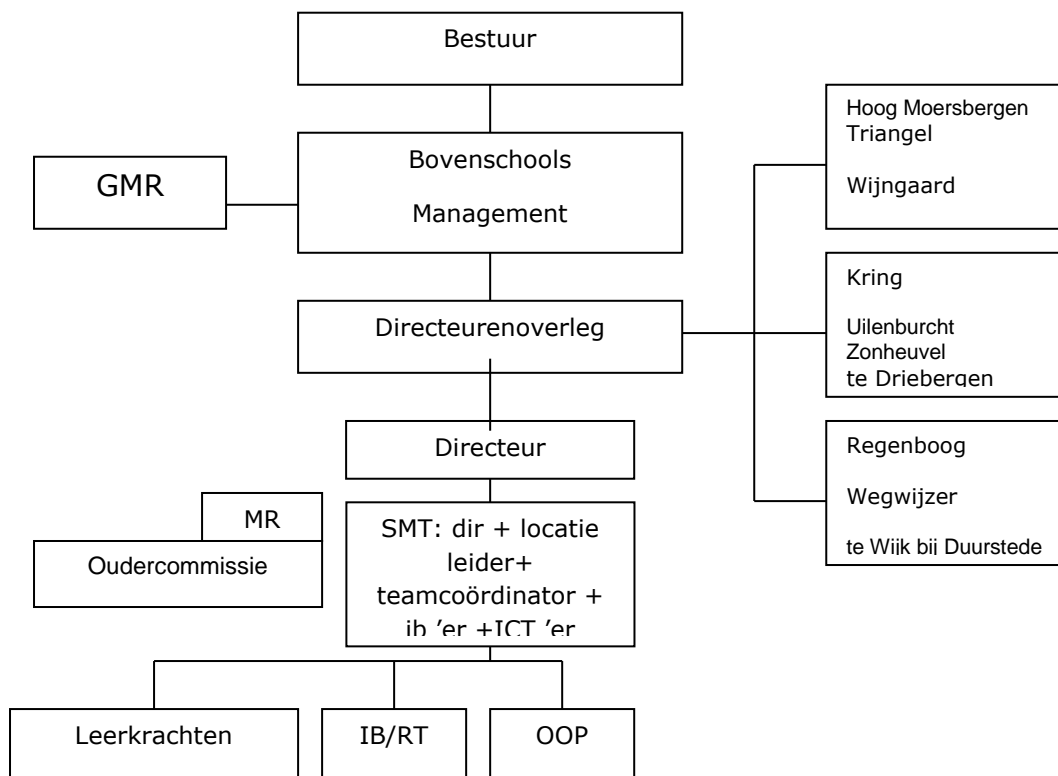 Bestuur
Hoog Moersbergen
Triangel
Wijngaard
Bovenschools
Management
GMR
Kring
Uilenburcht
Zonheuvel
te Driebergen
Directeurenoverleg
Directeur
Regenboog
Wegwijzer
te Wijk bij Duurstede
MR
Oudercommissie
SMT: dir + locatie
leider+
teamcoördinator +
ib ’er +ICT ’er
Leerkrachten
IB/RT
OOP